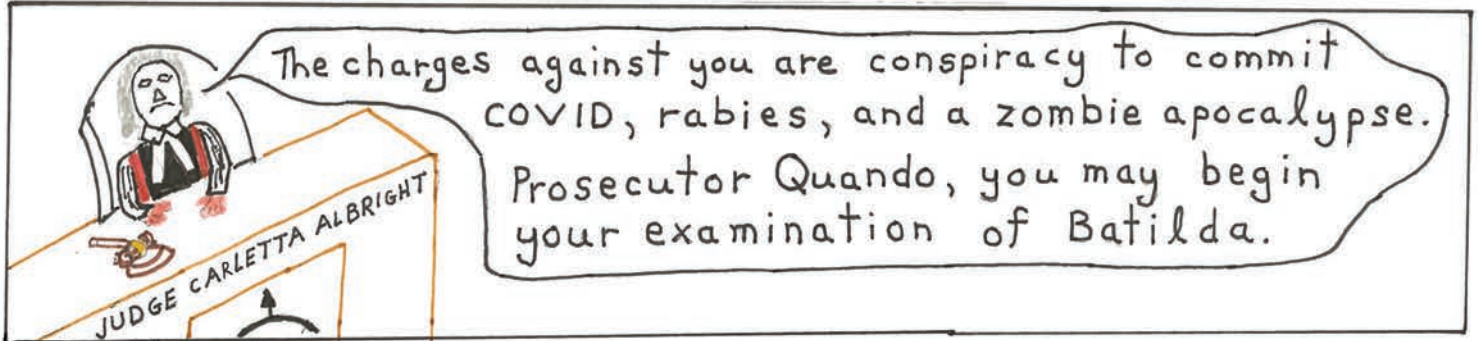 The charges against you are conspiracy to commit
COVID, rabies, and a zombie apocalypse.
Prosecutor Quando, you may begin
your examination of Batilda.
JUDGE CARLETTA ALBRIGHT